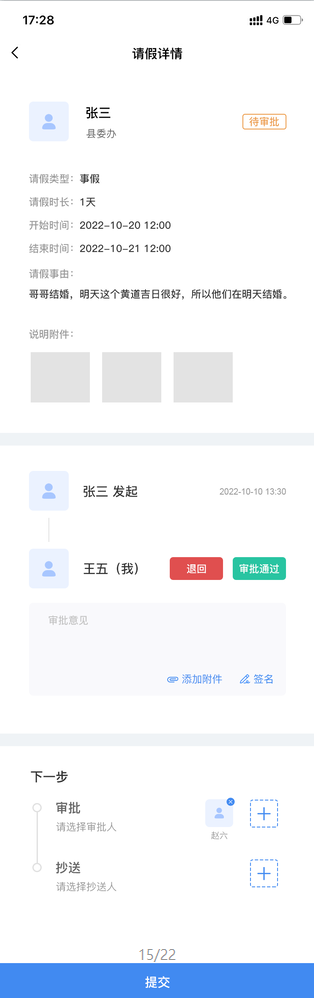 17:28 4G
请假详情
张三
待审批
县委办
请假类型：事假
请假时长：1天
开始时间：2022-10-20 12:00
结束时间：2022-10-21 12:00
请假事由：
哥哥结婚，明天这个黄道吉日很好，所以他们在明天结婚。
说明附件：
张三 发起 2022-10-10 13:30
王五（我） 退回 审批通过
审批意见
添加附件 签名
下一步
审批
请选择审批人
赵六
抄送
请选择抄送人
15/22
提交